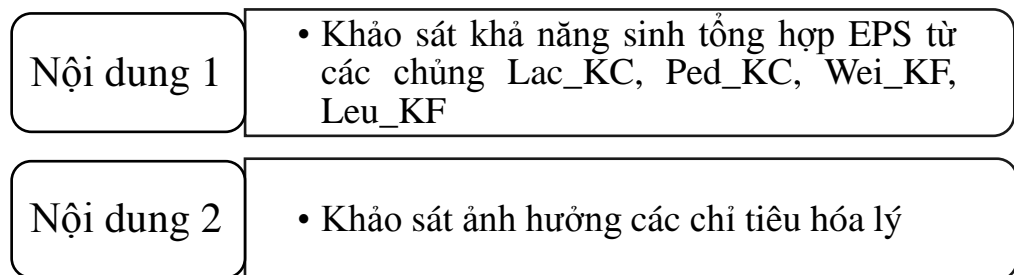 Nội dung 1
• Khảo sát khả năng sinh tổng hợp EPS từ
các chủng Lac_KC, Ped_KC, Wei_KF,
Leu_KF
Nội dung 2
• Khảo sát ảnh hưởng các chỉ tiêu hóa lý